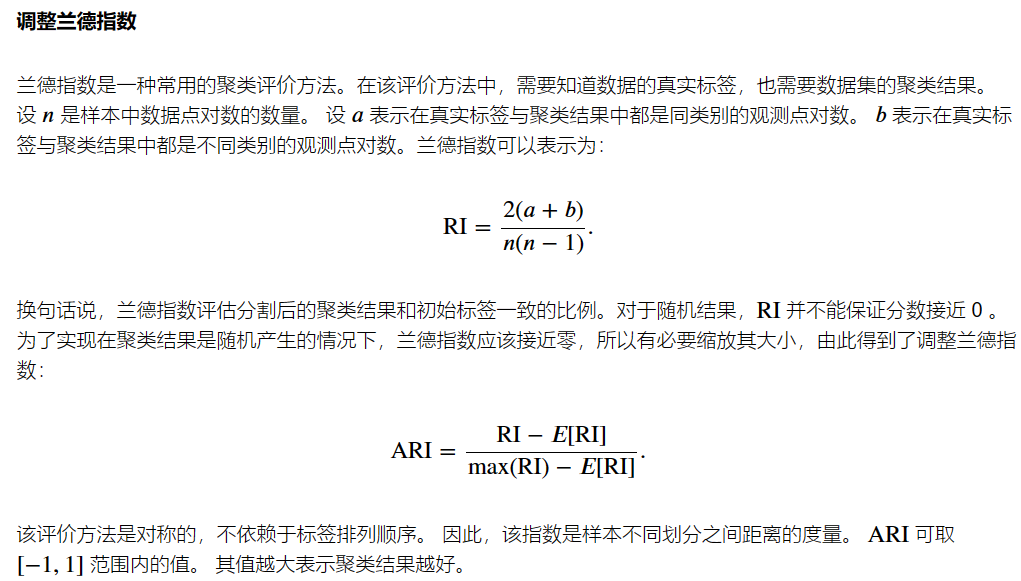 调整兰德指数
兰德指数是一种常用的聚类评价方法。在该评价方法中，需要知道数据的真实标签，也需要数据集的聚类结果。
设 n 是样本中数据点对数的数量。 设 a 表示在真实标签与聚类结果中都是同类别的观测点对数。 b 表示在真实标
签与聚类结果中都是不同类别的观测点对数。兰德指数可以表示为：
RI = 2(a + b) / n(n − 1).
换句话说，兰德指数评估分割后的聚类结果和初始标签一致的比例。对于随机结果，RI 并不能保证分数接近 0 。
为了实现在聚类结果是随机产生的情况下，兰德指数应该接近零，所以有必要缩放其大小，由此得到了调整兰德指
数：
ARI = RI − E[RI] / max(RI) − E[RI].
该评价方法是对称的，不依赖于标签排列顺序。 因此，该指数是样本不同划分之间距离的度量。 ARI 可取
[−1, 1] 范围内的值。 其值越大表示聚类结果越好。